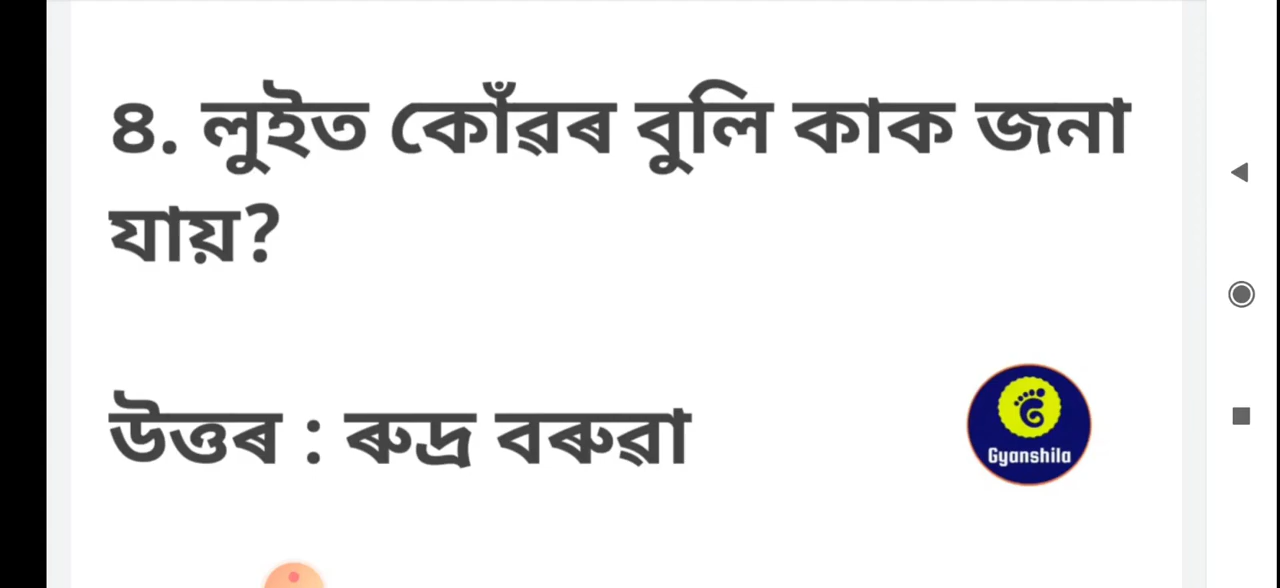 ৪. লুইত কোঁৱৰ বুলি কাক জনা
যায়?
উত্তৰ : ৰুদ্ৰ বৰুৱা
Gyanshila